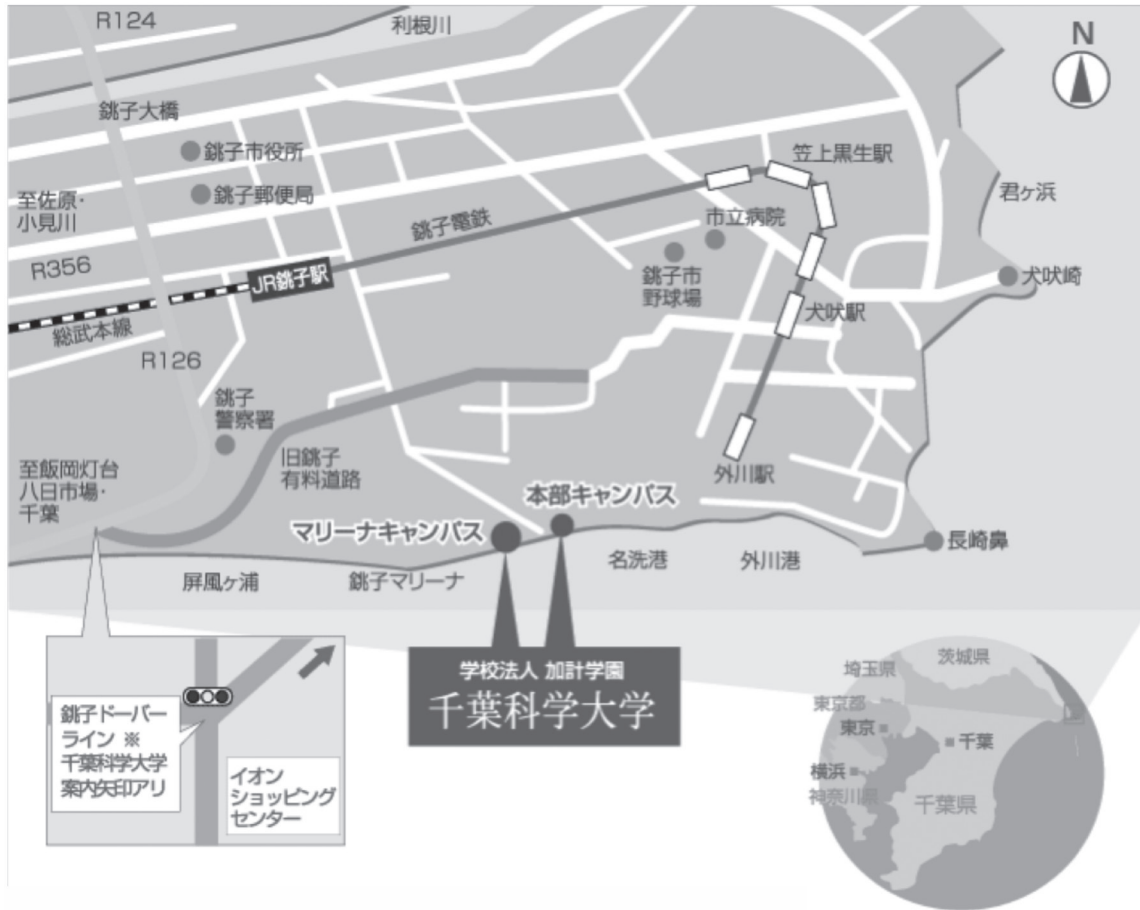 R124
利根川
N
銚子大橋
銚子市役所
笠上黒生駅
至佐原・
小見川
銚子郵便局
君ヶ浜
銚子電鉄
市立病院
R356
JR銚子駅
銚子市
野球場
犬吠崎
総武本線
犬吠駅
R126
銚子
警察署
至飯岡灯台
八日市場・
千葉
旧銚子
有料道路
外川駅
本部キャンパス
マリーナキャンパス
長崎鼻
屏風ヶ浦
銚子マリーナ
名洗港
外川港
学校法人 加計学園
千葉科学大学
銚子ドーバー
ライン ※
千葉科学大学
案内矢印アリ
イオン
ショッピング
センター
茨城県
埼玉県
東京都
東京
千葉
横浜
神奈川県
千葉県